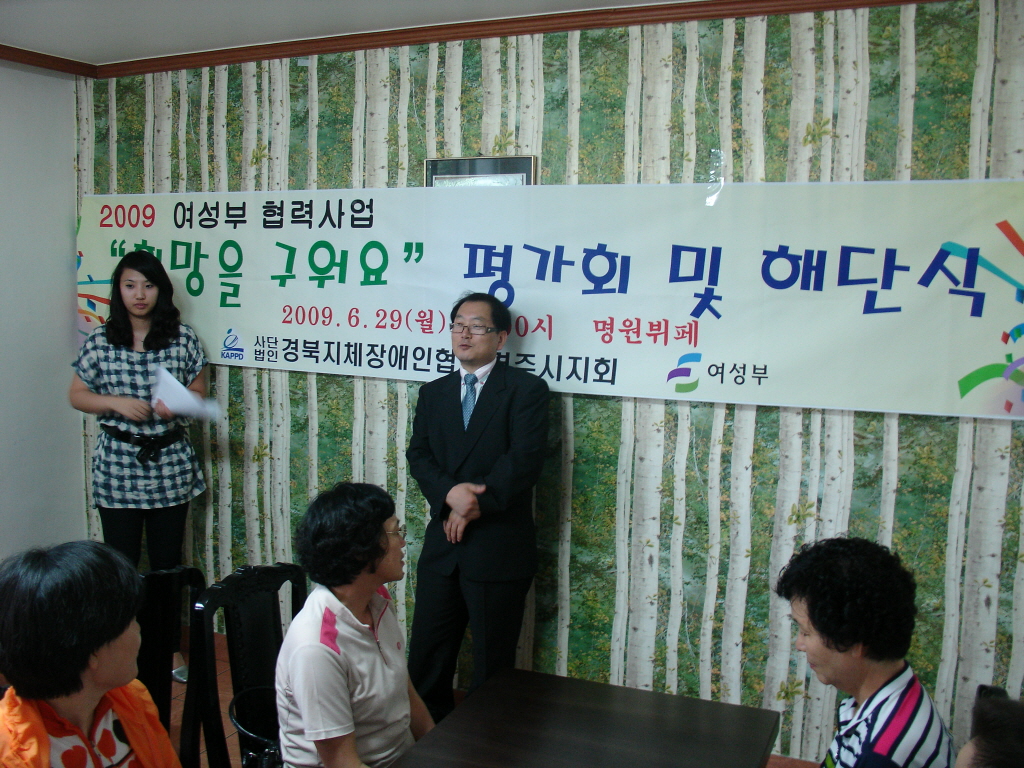 2009 여성부 협력사업
"희망을 구워요" 평가회 및 해단식
2009. 6. 29(월) 0시 명원뷔페
KAPPD 사단법인 경북지체장애인협 주시지회 여성부